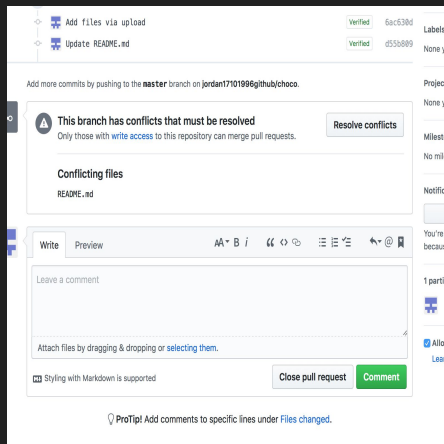 Add files via upload Verified 6ac630d
Update README.md Verified d55b809
Labels
None y
Add more commits by pushing to the master branch on jordan17101996github/choco.
Projec
None y
This branch has conflicts that must be resolved
Only those with write access to this repository can merge pull requests.
Resolve conflicts
Milest
No mil
Conflicting files
README.md
Notific
Write Preview AA B i “ <>
@
You're
becaus
Leave a comment
1 parti
Attach files by dragging & dropping or selecting them.
Allo
Lear
Styling with Markdown is supported
Close pull request Comment
ProTip! Add comments to specific lines under Files changed.